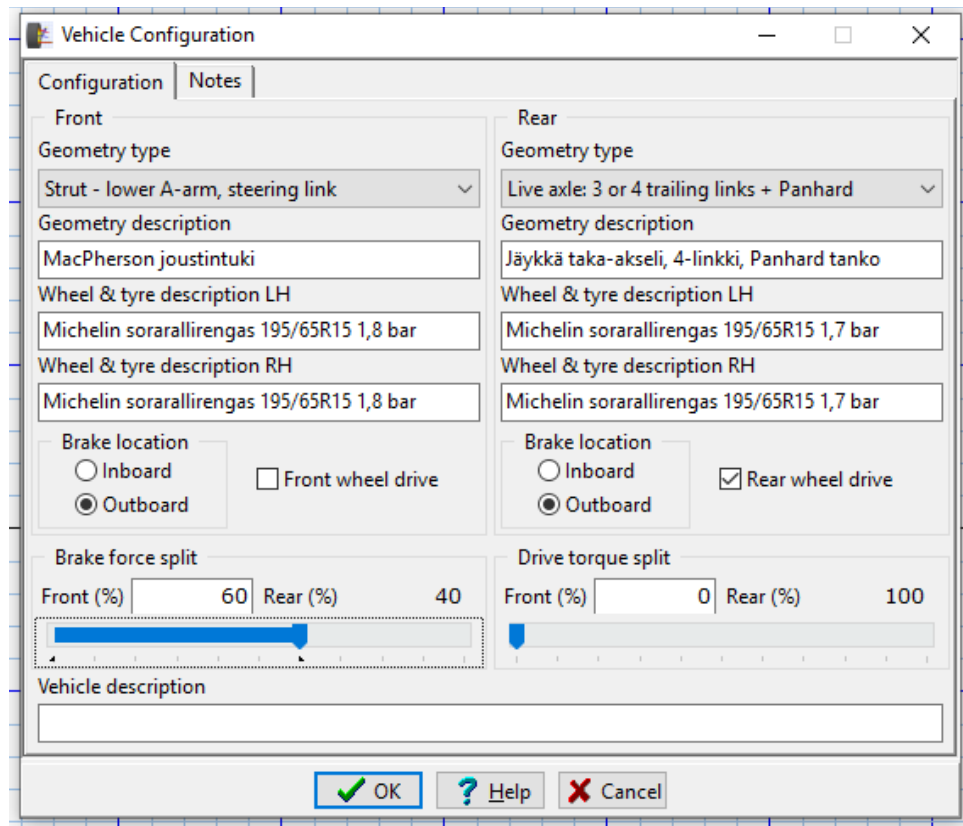 Vehicle Configuration
Configuration
Notes
Front
Geometry type
Strut - lower A-arm, steering link
Geometry description
MacPherson joustintuki
Wheel & tyre description LH
Michelin sorarallirengas 195/65R15 1,8 bar
Wheel & tyre description RH
Michelin sorarallirengas 195/65R15 1,8 bar
Brake location
Inboard
Outboard
Front wheel drive
Rear
Geometry type
Live axle: 3 or 4 trailing links + Panhard
Geometry description
Jäykkä taka-akseli, 4-linkki, Panhard tanko
Wheel & tyre description LH
Michelin sorarallirengas 195/65R15 1,7 bar
Wheel & tyre description RH
Michelin sorarallirengas 195/65R15 1,7 bar
Brake location
Inboard
Outboard
Rear wheel drive
Brake force split
Front (%) 60 Rear (%) 40
Drive torque split
Front (%) 0 Rear (%) 100
Vehicle description
OK
Help
Cancel